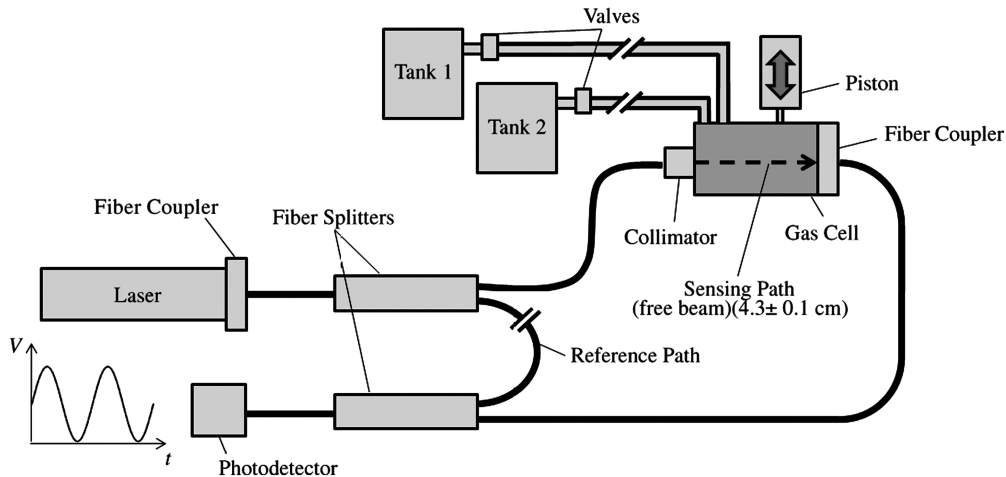 Valves
Tank 1
Tank 2
Piston
Fiber Coupler
Fiber Coupler
Fiber Splitters
Collimator
Gas Cell
Laser
Sensing Path
(free beam)(4.3± 0.1 cm)
Reference Path
V
t
Photodetector